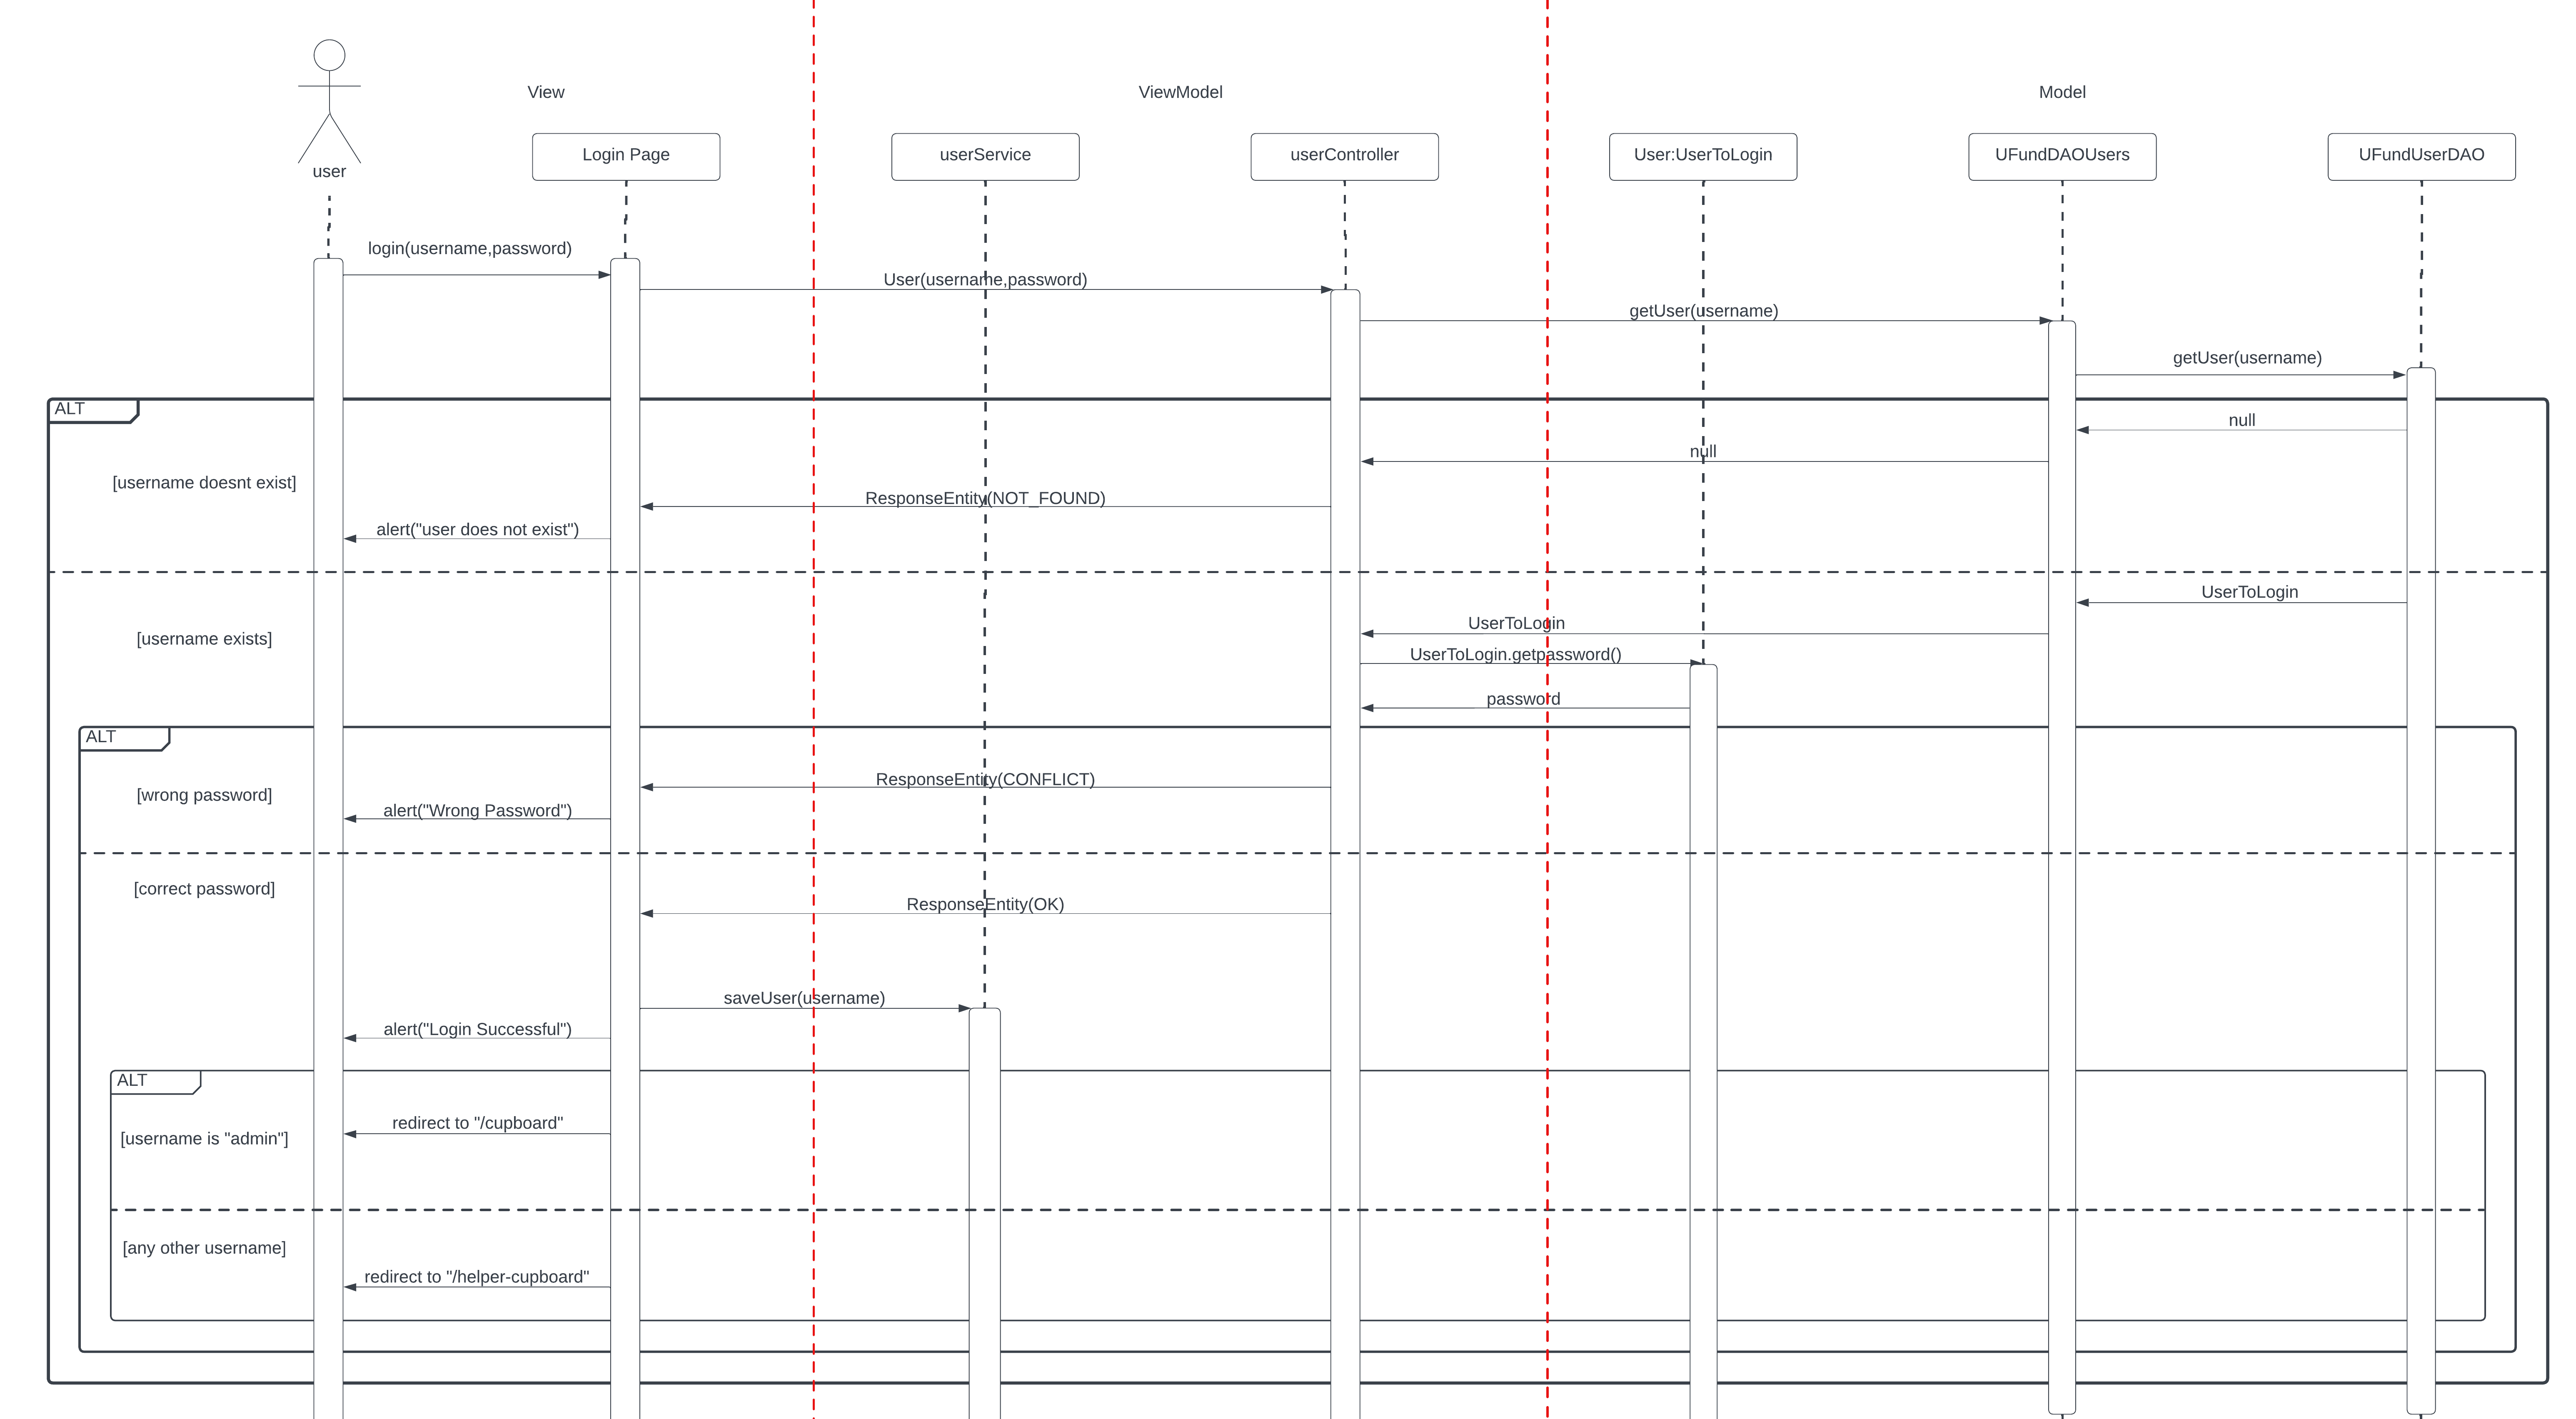 View
ViewModel
Model
user
Login Page
userService
userController
User:UserToLogin
UFundDAOUsers
UFundUserDAO
login(username,password)
User(username,password)
getUser(username)
getUser(username)
ALT
null
null
[username doesnt exist]
ResponseEntity(NOT_FOUND)
alert("user does not exist")
UserToLogin
UserToLogin
[username exists]
UserToLogin.getpassword()
password
ALT
ResponseEntity(CONFLICT)
[wrong password]
alert("Wrong Password")
[correct password]
ResponseEntity(OK)
saveUser(username)
alert("Login Successful")
ALT
redirect to "/cupboard"
[username is "admin"]
[any other username]
redirect to "/helper-cupboard"